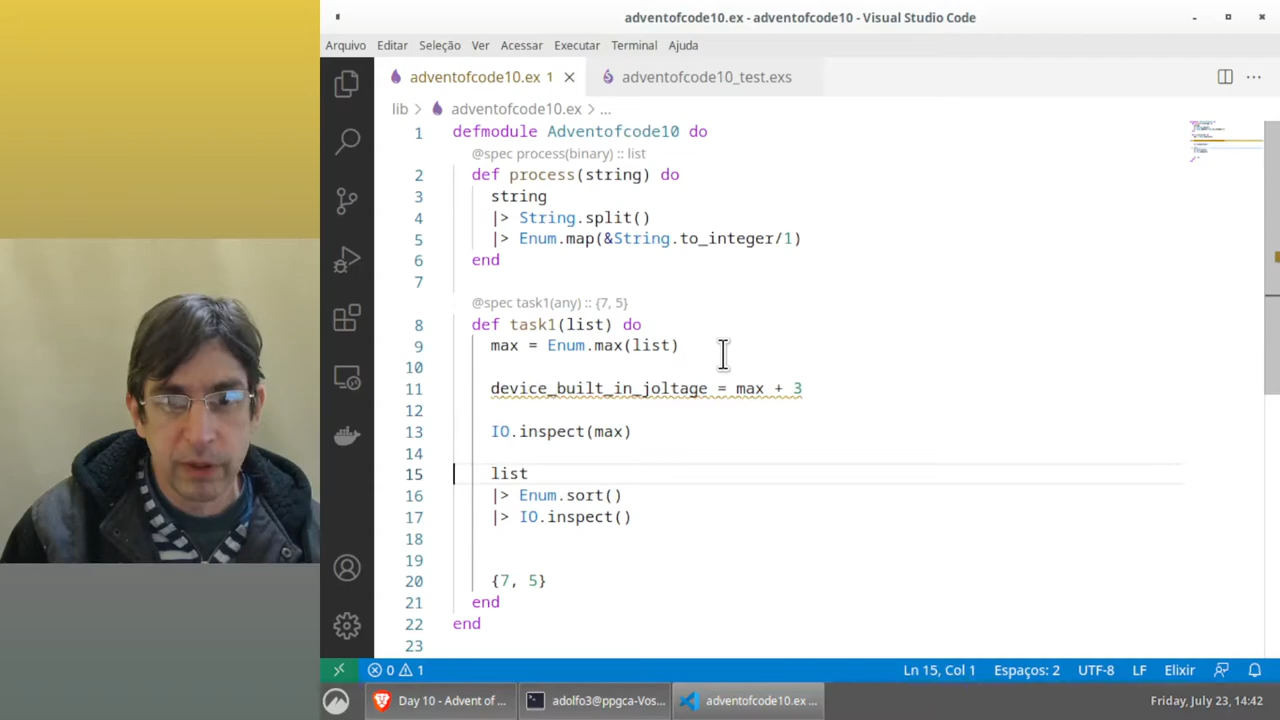 adventofcode10.ex - adventofcode10 - Visual Studio Code
Arquivo Editar Seleção Ver Acessar Executar Terminal Ajuda
adventofcode10.ex 1 adventofcode10_test.exs
lib > adventofcode10.ex > ...
1 defmodule Adventofcode10 do
@spec process(binary) :: list
2 def process(string) do
3 string
4 |> String.split()
5 |> Enum.map(&String.to_integer/1)
6 end
7
@spec task1(any) :: {7, 5}
8 def task1(list) do
9 max = Enum.max(list)
10
11 device_built_in_joltage = max + 3
12
13 IO.inspect(max)
14
15 list
16 |> Enum.sort()
17 |> IO.inspect()
18
19
20 {7, 5}
21 end
22 end
23
0 1 Ln 15, Col 1 Espaços: 2 UTF-8 LF Elixir
Day 10 - Advent of ... adolfo3@ppgca-Vos... adventofcode10.ex ... Friday, July 23, 14:42